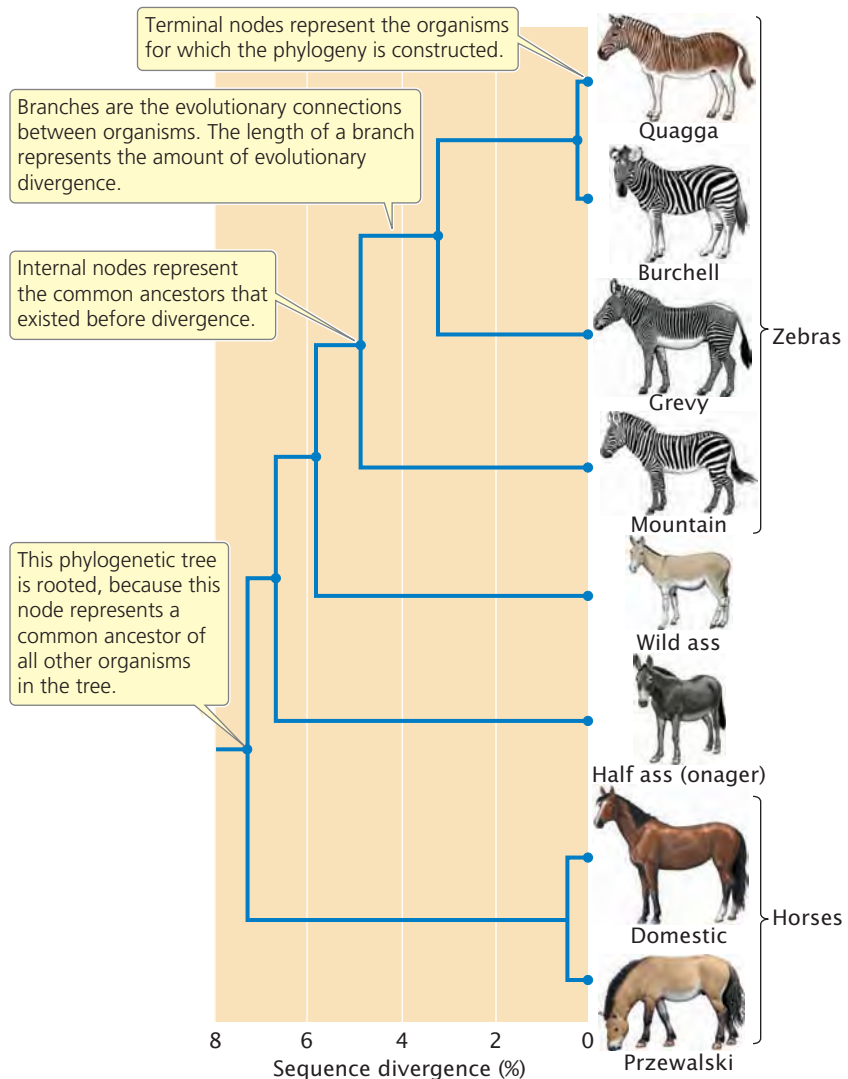 Terminal nodes represent the organisms
for which the phylogeny is constructed.
Branches are the evolutionary connections
between organisms. The length of a branch
represents the amount of evolutionary
divergence.
Internal nodes represent
the common ancestors that
existed before divergence.
This phylogenetic tree
is rooted, because this
node represents a
common ancestor of
all other organisms
in the tree.
Quagga
Burchell
Grevy
Mountain
Zebras
Wild ass
Half ass (onager)
Domestic
Przewalski
Horses
8 6 4 2 0
Sequence divergence (%)